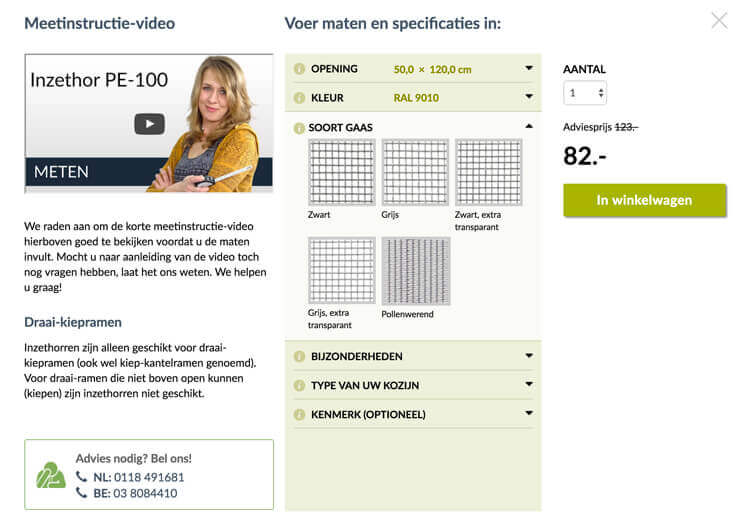 Meetinstructie-video
Inzethor PE-100
METEN
We raden aan om de korte meetinstructie-video
hierboven goed te bekijken voordat u de maten
invult. Mocht u naar aanleiding van de video toch
nog vragen hebben, laat het ons weten. We helpen
u graag!
Draai-kiepramen
Inzethorren zijn alleen geschikt voor draai-
kiepramen (ook wel kiep-kantelramen genoemd).
Voor draai-ramen die niet boven open kunnen
(kiepen) zijn inzethorren niet geschikt.
Advies nodig? Bel ons!
NL: 0118 491681
BE: 03 8084410
Voer maten en specificaties in:
OPENING 50,0 × 120,0 cm
KLEUR RAL 9010
SOORT GAAS
Zwart
Grijs
Zwart, extra
transparant
Grijs, extra
transparant
Pollenwerend
BIJZONDERHEDEN
TYPE VAN UW KOZIJN
KENMERK (OPTIONEEL)
AANTAL
1
Adviesprijs 123.-
82.-
In winkelwagen